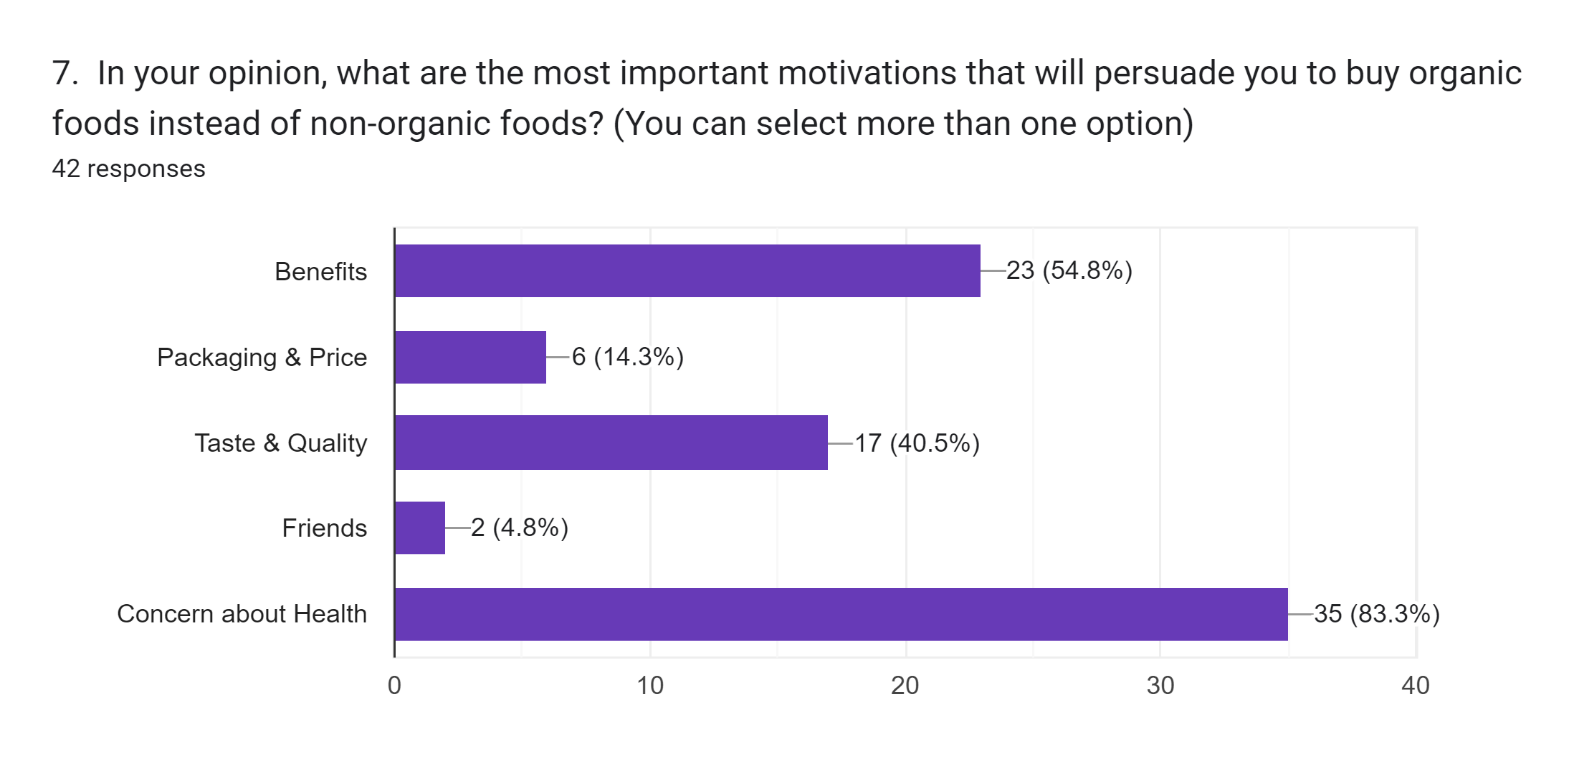 7.  In your opinion, what are the most important motivations that will persuade you to buy organic
foods instead of non-organic foods? (You can select more than one option)
42 responses
Benefits
23 (54.8%)
Packaging & Price
6 (14.3%)
Taste & Quality
17 (40.5%)
Friends
2 (4.8%)
Concern about Health
35 (83.3%)
0 10 20 30 40